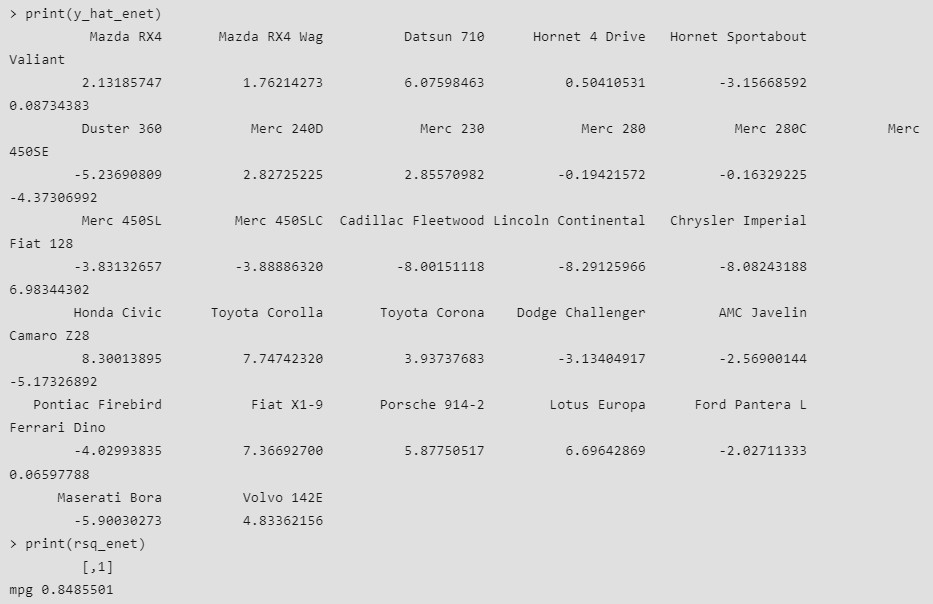 > print(y_hat_enet)
Mazda RX4 Mazda RX4 Wag Datsun 710 Hornet 4 Drive Hornet Sportabout
Valiant
2.13185747 1.76214273 6.07598463 0.50410531 -3.15668592
0.08734383
Duster 360 Merc 240D Merc 230 Merc 280 Merc 280C Merc
450SE
-5.23690809 2.82725225 2.85570982 -0.19421572 -0.16329225
-4.37306992
Merc 450SL Merc 450SLC Cadillac Fleetwood Lincoln Continental Chrysler Imperial
Fiat 128
-3.83132657 -3.88886320 -8.00151118 -8.29125966 -8.08243188
6.98344302
Honda Civic Toyota Corolla Toyota Corona Dodge Challenger AMC Javelin
Camaro Z28
8.30013895 7.74742320 3.93737683 -3.13404917 -2.56900144
-5.17326892
Pontiac Firebird Fiat X1-9 Porsche 914-2 Lotus Europa Ford Pantera L
Ferrari Dino
-4.02993835 7.36692700 5.87750517 6.69642869 -2.02711333
0.06597788
Maserati Bora Volvo 142E
-5.90030273 4.83362156
> print(rsq_enet)
[,1]
mpg 0.8485501